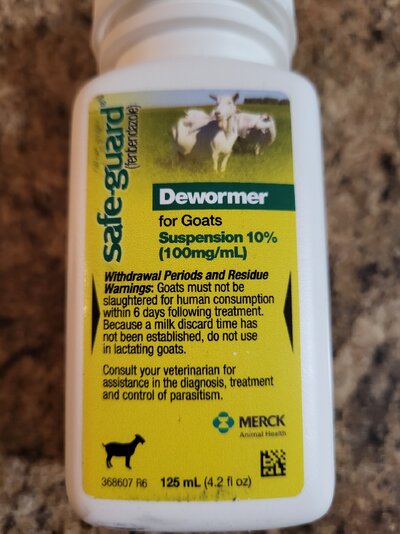 safe-guard
(fenbendazole)
Dewormer
for Goats
Suspension 10%
(100mg/mL)
Withdrawal Periods and Residue
Warnings: Goats must not be
slaughtered for human consumption
within 6 days following treatment.
Because a milk discard time has
not been established, do not use
in lactating goats.
Consult your veterinarian for
assistance in the diagnosis, treatment
and control of parasitism.
MERCK
Animal Health
368607 R6
125 mL (4.2 fl oz)